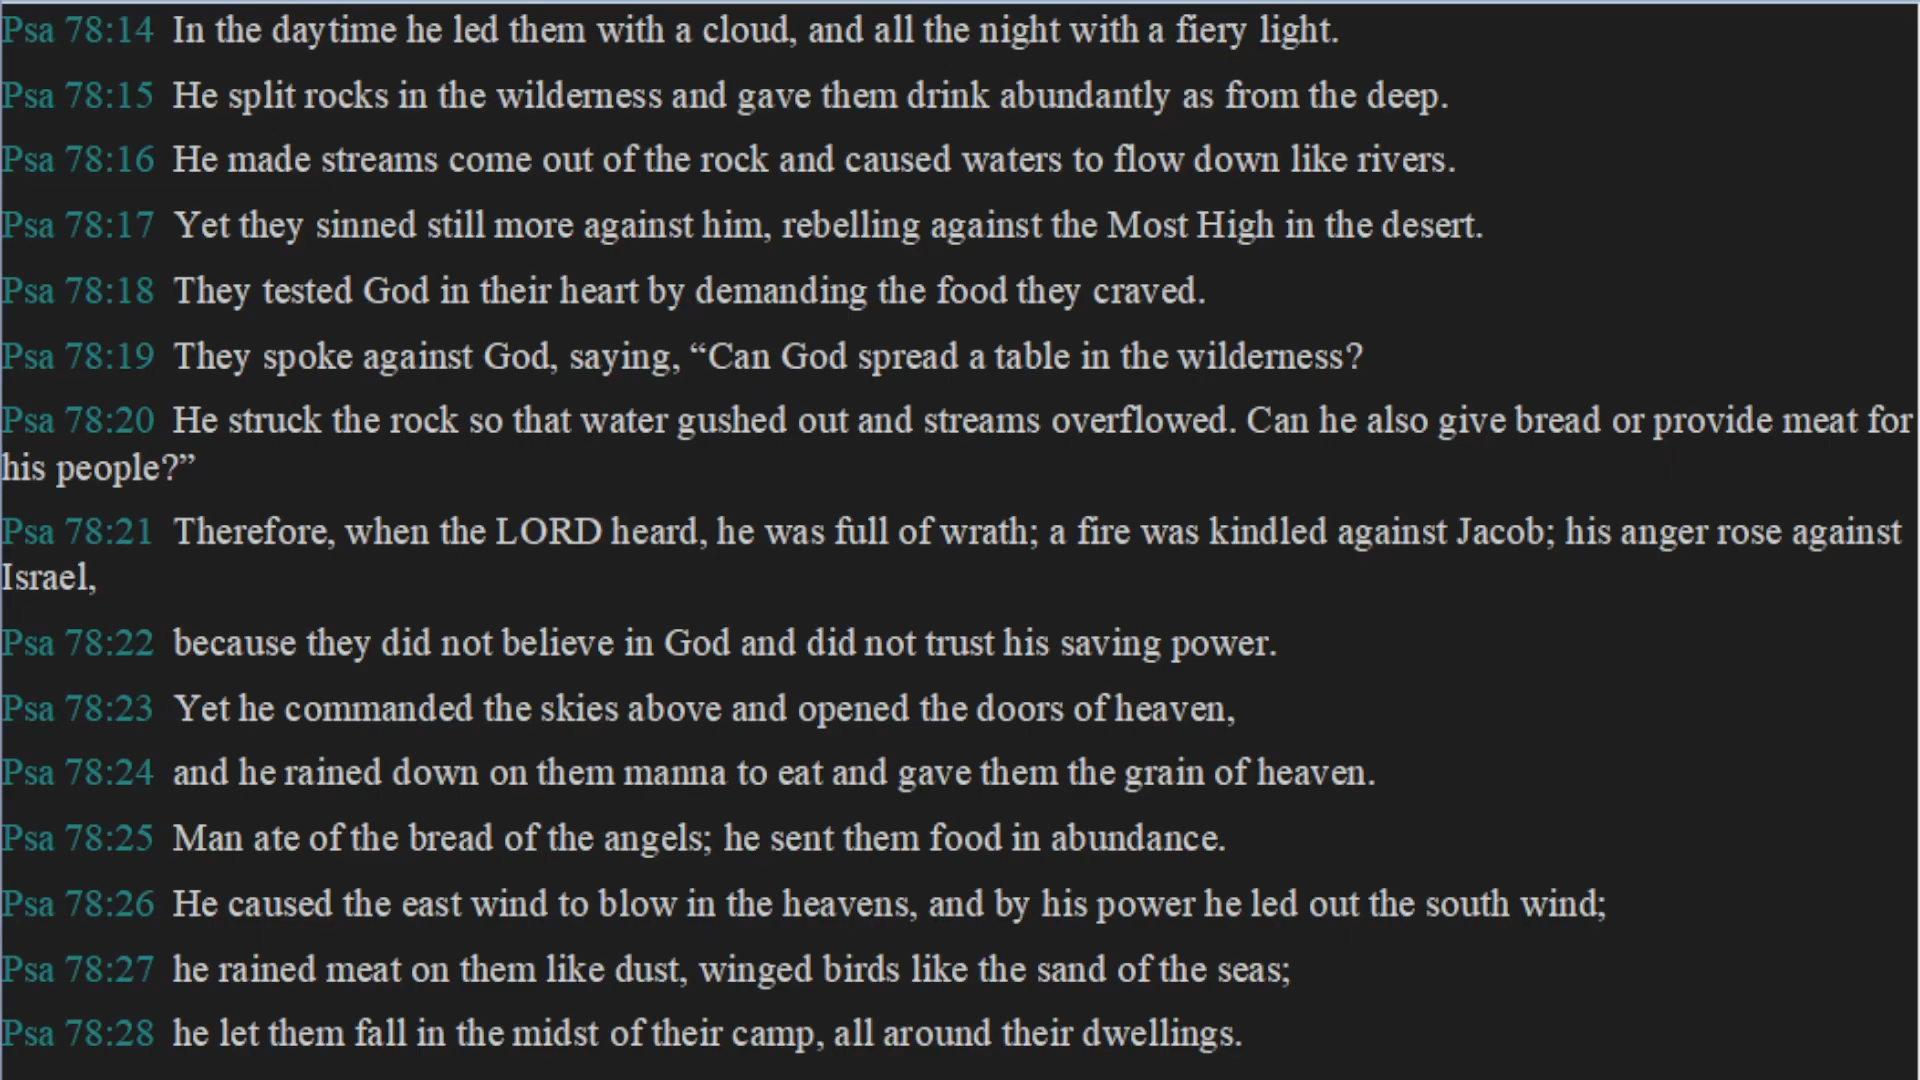 Psa 78:14 In the daytime he led them with a cloud, and all the night with a fiery light.
Psa 78:15 He split rocks in the wilderness and gave them drink abundantly as from the deep.
Psa 78:16 He made streams come out of the rock and caused waters to flow down like rivers.
Psa 78:17 Yet they sinned still more against him, rebelling against the Most High in the desert.
Psa 78:18 They tested God in their heart by demanding the food they craved.
Psa 78:19 They spoke against God, saying, “Can God spread a table in the wilderness?
Psa 78:20 He struck the rock so that water gushed out and streams overflowed. Can he also give bread or provide meat for
his people?”
Psa 78:21 Therefore, when the LORD heard, he was full of wrath; a fire was kindled against Jacob; his anger rose against
Israel,
Psa 78:22 because they did not believe in God and did not trust his saving power.
Psa 78:23 Yet he commanded the skies above and opened the doors of heaven,
Psa 78:24 and he rained down on them manna to eat and gave them the grain of heaven.
Psa 78:25 Man ate of the bread of the angels; he sent them food in abundance.
Psa 78:26 He caused the east wind to blow in the heavens, and by his power he led out the south wind;
Psa 78:27 he rained meat on them like dust, winged birds like the sand of the seas;
Psa 78:28 he let them fall in the midst of their camp, all around their dwellings.